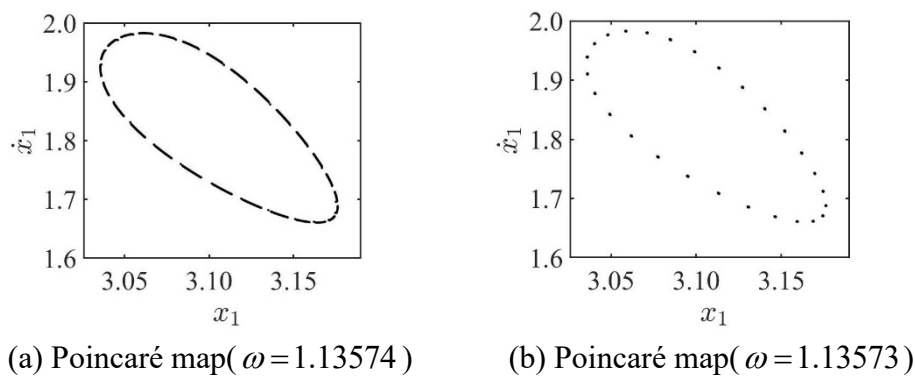 2.0
1.9
1.8
1.7
1.6
ẋ₁
3.05 3.10 3.15
x₁
2.0
1.9
1.8
1.7
1.6
ẋ₁
3.05 3.10 3.15
x₁
(a) Poincaré map(ω=1.13574)
(b) Poincaré map(ω=1.13573)